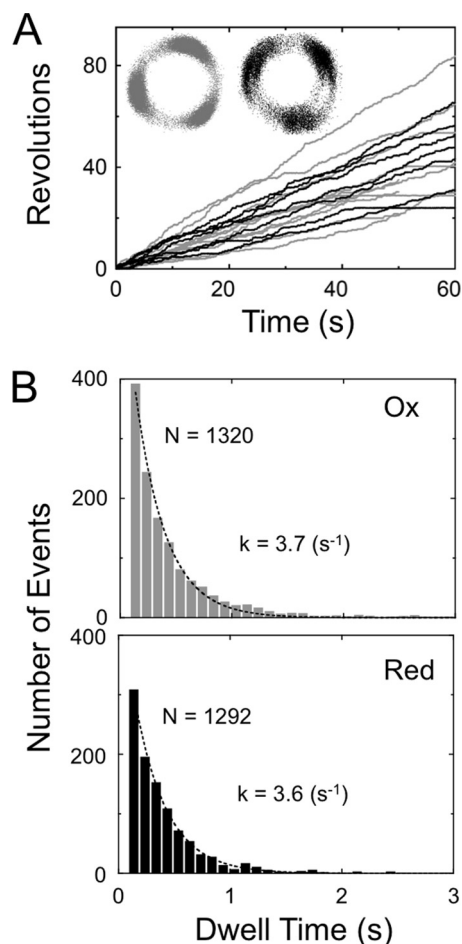 A
Revolutions
80
40
0
0 20 40 60
Time (s)
B
Number of Events
400
200
0
Ox
N = 1320
k = 3.7 (s⁻¹)
400
200
0
Red
N = 1292
k = 3.6 (s⁻¹)
0 1 2 3
Dwell Time (s)